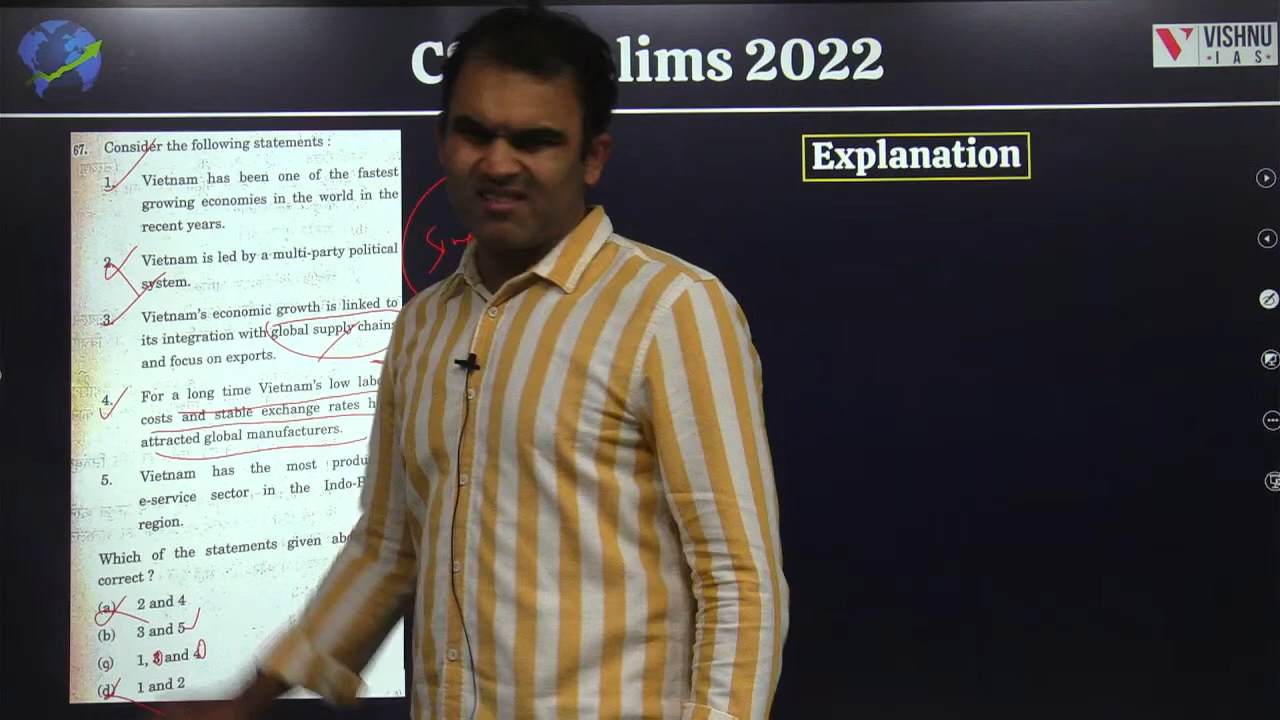 lims 2022
VISHNU
IAS
Explanation
67. Consider the following statements :
1. Vietnam has been one of the fastest
growing economies in the world in the
recent years.
2. Vietnam is led by a multi-party political
system.
3. Vietnam's economic growth is linked to
its integration with global supply chains
and focus on exports.
4. For a long time Vietnam's low
costs and stable exchange rates
attracted global manufacturers.
5. Vietnam has the most
e-service sector in the
region.
Which of the statements given
correct ?
(a) 2 and 4
(b) 3 and 5
(c) 1, 3 and 4
(d) 1 and 2